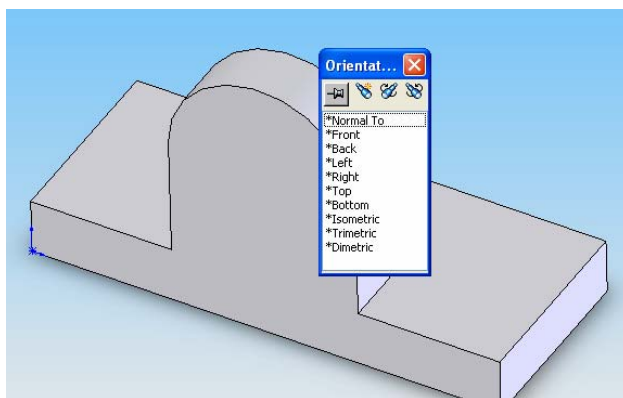 Orientat...
*Normal To
*Front
*Back
*Left
*Right
*Top
*Bottom
*Isometric
*Trimetric
*Dimetric